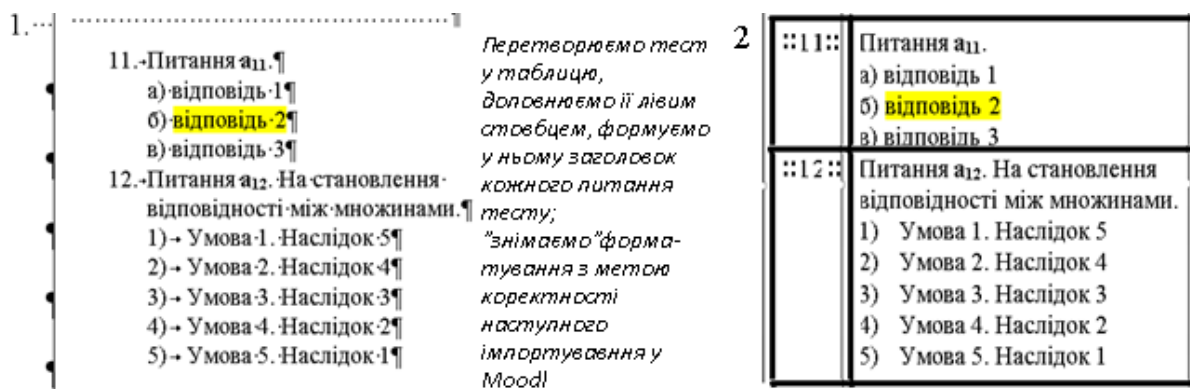 1.
11. Питання a11.¶
а) відповідь 1¶
б) відповідь 2¶
в) відповідь 3¶
12. Питання a12. На становлення
відповідності між множинами.¶
1) Умова 1. Наслідок 5¶
2) Умова 2. Наслідок 4¶
3) Умова 3. Наслідок 3¶
4) Умова 4. Наслідок 2¶
5) Умова 5. Наслідок 1¶
Перетворюємо тест
у таблицю,
доповнюємо її лівим
стовбцем, формуємо
у ньому заголовок
кожного питання
тесту;
"знімаємо"форма-
тування з метою
коректності
наступного
імпортуваення у
Moodl
2
::11:: Питання a11.
а) відповідь 1
б) відповідь 2
в) відповідь 3
::12:: Питання a12. На становлення
відповідності між множинами.
1) Умова 1. Наслідок 5
2) Умова 2. Наслідок 4
3) Умова 3. Наслідок 3
4) Умова 4. Наслідок 2
5) Умова 5. Наслідок 1